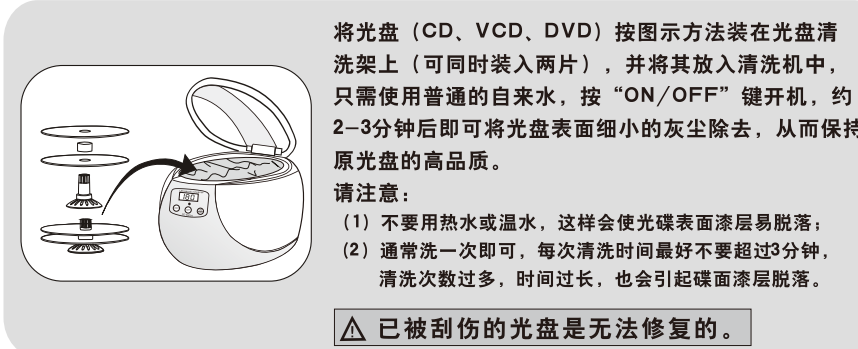 将光盘（CD、VCD、DVD）按图示方法装在光盘清
洗架上（可同时装入两片），并将其放入清洗机中，
只需使用普通的自来水，按“ON/OFF”键开机，约
2-3分钟后即可将光盘表面细小的灰尘除去，从而保持
原光盘的高品质。
请注意：
（1）不要用热水或温水，这样会使光碟表面漆层易脱落；
（2）通常洗一次即可，每次清洗时间最好不要超过3分钟，
清洗次数过多，时间过长，也会引起碟面漆层脱落。
已被刮伤的光盘是无法修复的。
180